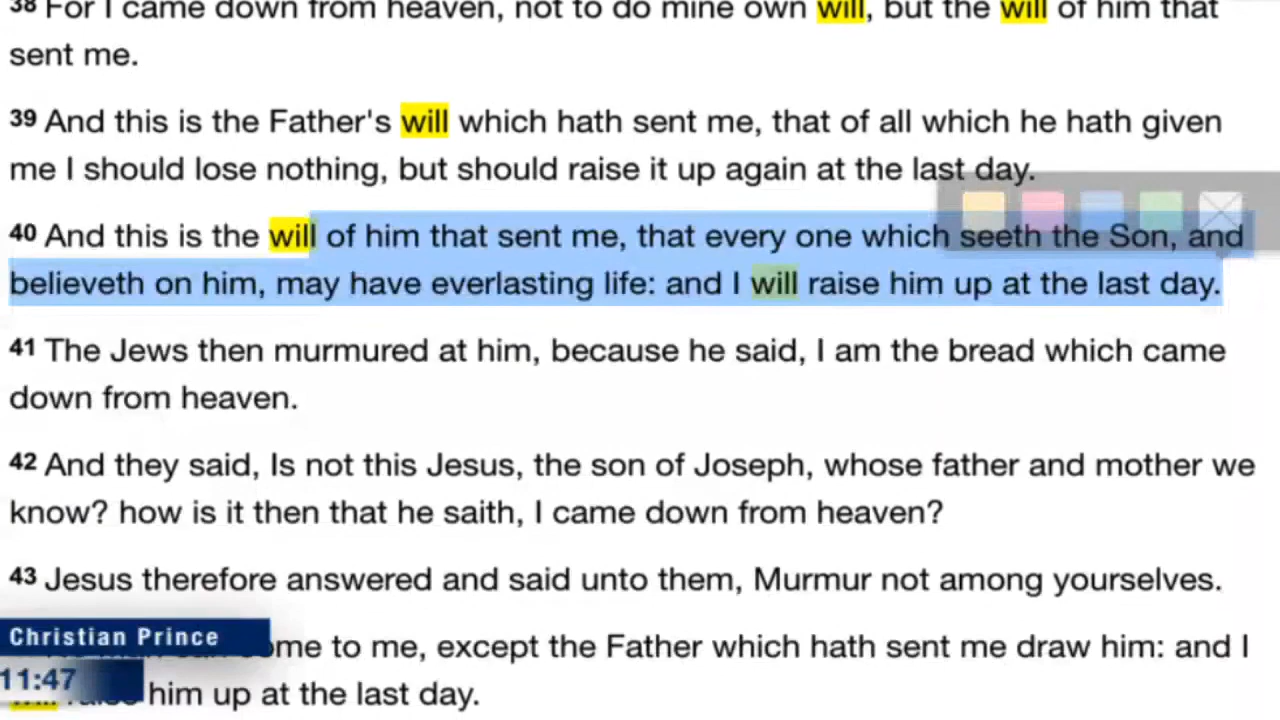 38 For I came down from heaven, not to do mine own will, but the will of him that
sent me.
39 And this is the Father's will which hath sent me, that of all which he hath given
me I should lose nothing, but should raise it up again at the last day.
40 And this is the will of him that sent me, that every one which seeth the Son, and
believeth on him, may have everlasting life: and I will raise him up at the last day.
41 The Jews then murmured at him, because he said, I am the bread which came
down from heaven.
42 And they said, Is not this Jesus, the son of Joseph, whose father and mother we
know? how is it then that he saith, I came down from heaven?
43 Jesus therefore answered and said unto them, Murmur not among yourselves.
Christian Prince
to me, except the Father which hath sent me draw him: and I
11:47
him up at the last day.